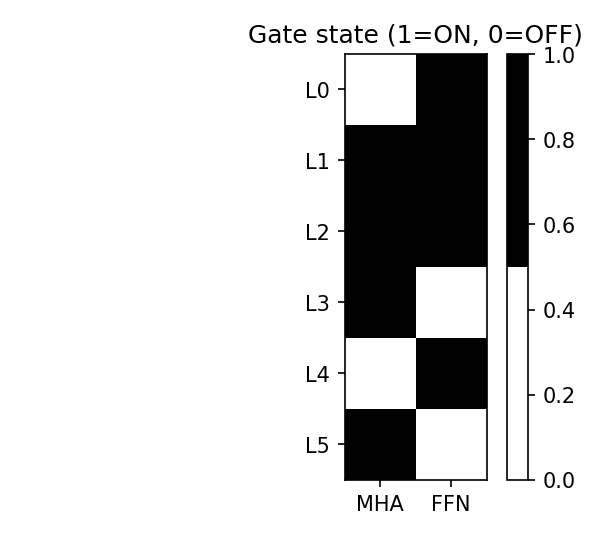 Gate state (1=ON, 0=OFF)
L0
L1
L2
L3
L4
L5
MHA FFN
1.0
0.8
0.6
0.4
0.2
0.0